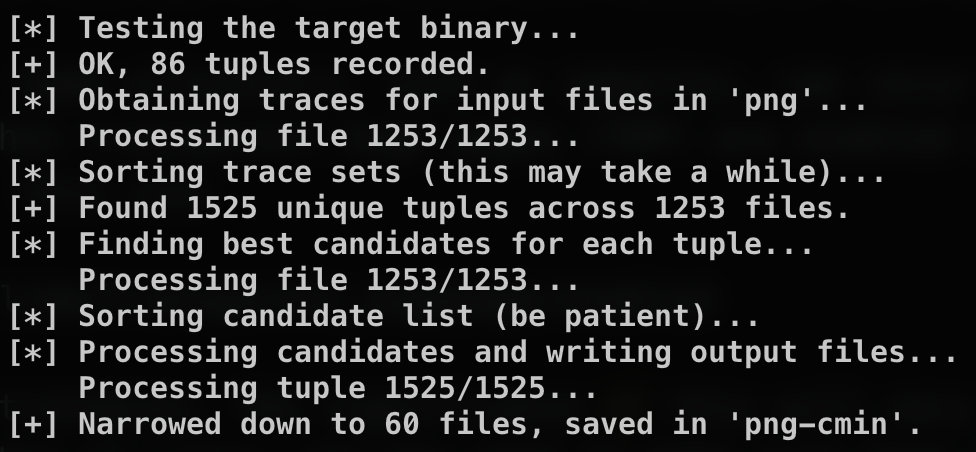 [*] Testing the target binary...
[+] OK, 86 tuples recorded.
[*] Obtaining traces for input files in 'png'...
    Processing file 1253/1253...
[*] Sorting trace sets (this may take a while)...
[+] Found 1525 unique tuples across 1253 files.
[*] Finding best candidates for each tuple...
    Processing file 1253/1253...
[*] Sorting candidate list (be patient)...
[*] Processing candidates and writing output files...
    Processing tuple 1525/1525...
[+] Narrowed down to 60 files, saved in 'png-cmin'.